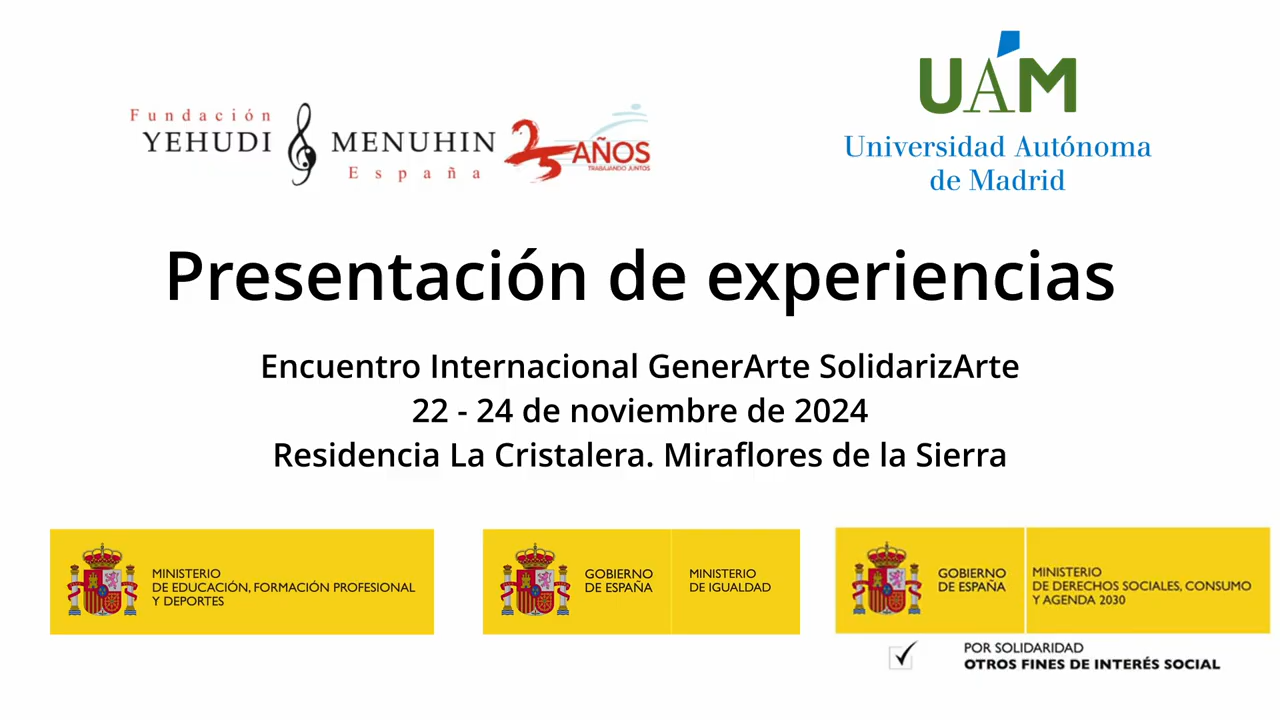 Fundación
YEHUDI MENUHIN
España
25 AÑOS
TRABAJANDO JUNTOS
UAM
Universidad Autónoma
de Madrid
Presentación de experiencias
Encuentro Internacional GenerArte SolidarizArte
22 - 24 de noviembre de 2024
Residencia La Cristalera. Miraflores de la Sierra
MINISTERIO
DE EDUCACIÓN, FORMACIÓN PROFESIONAL
Y DEPORTES
GOBIERNO
DE ESPAÑA
MINISTERIO
DE IGUALDAD
GOBIERNO
DE ESPAÑA
MINISTERIO
DE DERECHOS SOCIALES, CONSUMO
Y AGENDA 2030
POR SOLIDARIDAD
OTROS FINES DE INTERÉS SOCIAL